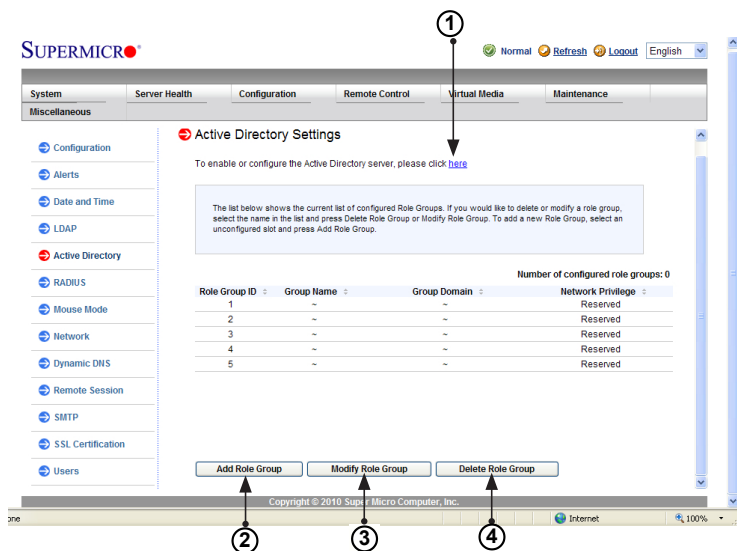 1
SUPERMICR
Normal Refresh Logout English
System Server Health Configuration Remote Control Virtual Media Maintenance
Miscellaneous
Configuration
Alerts
Date and Time
LDAP
Active Directory
RADIUS
Mouse Mode
Network
Dynamic DNS
Remote Session
SMTP
SSL Certification
Users
Active Directory Settings
To enable or configure the Active Directory server, please click here
The list below shows the current list of configured Role Groups. If you would like to delete or modify a role group,
select the name in the list and press Delete Role Group or Modify Role Group. To add a new Role Group, select an
unconfigured slot and press Add Role Group.
Number of configured role groups: 0
Role Group ID Group Name Group Domain Network Privilege
1 ~ ~ Reserved
2 ~ ~ Reserved
3 ~ ~ Reserved
4 ~ ~ Reserved
5 ~ ~ Reserved
Add Role Group Modify Role Group Delete Role Group
Copyright © 2010 Super Micro Computer, Inc.
one Internet 100%
2 3 4